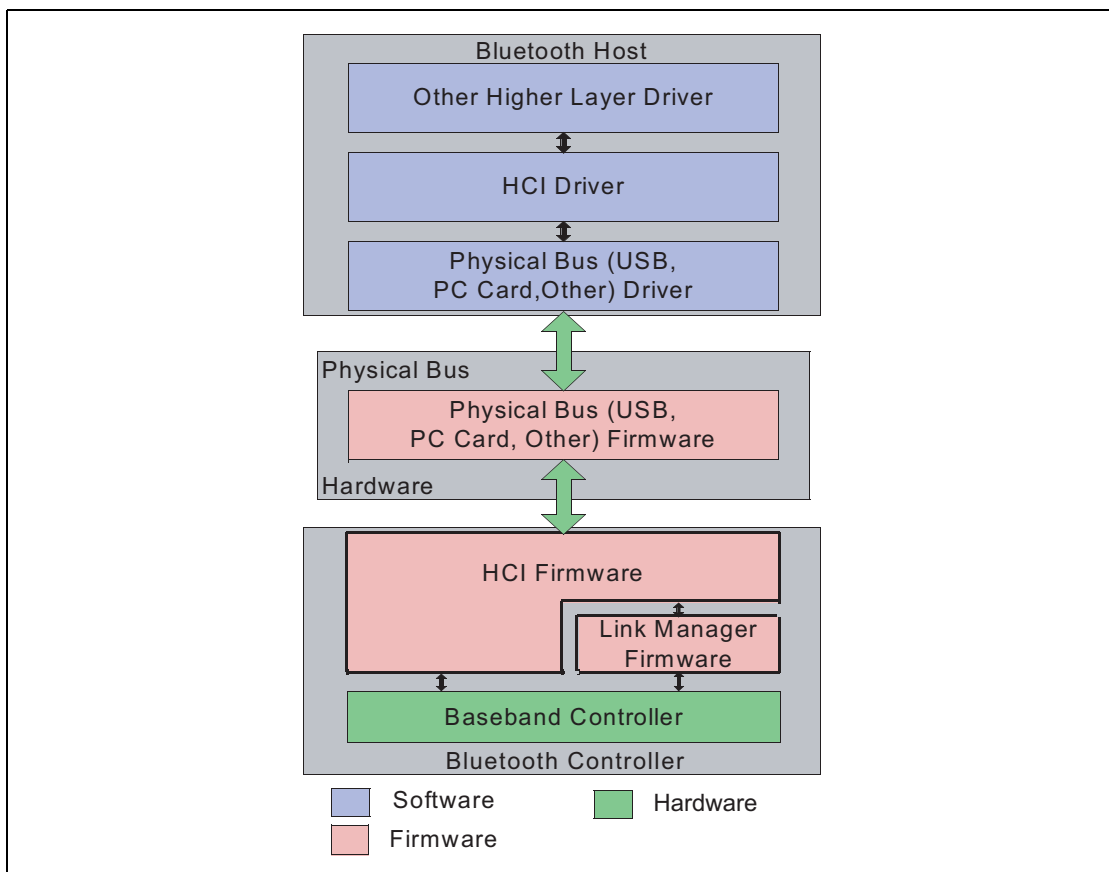 Bluetooth Host
Other Higher Layer Driver
HCI Driver
Physical Bus (USB,
PC Card,Other) Driver
Physical Bus
Physical Bus (USB,
PC Card, Other) Firmware
Hardware
HCI Firmware
Link Manager
Firmware
Baseband Controller
Bluetooth Controller
Software
Hardware
Firmware